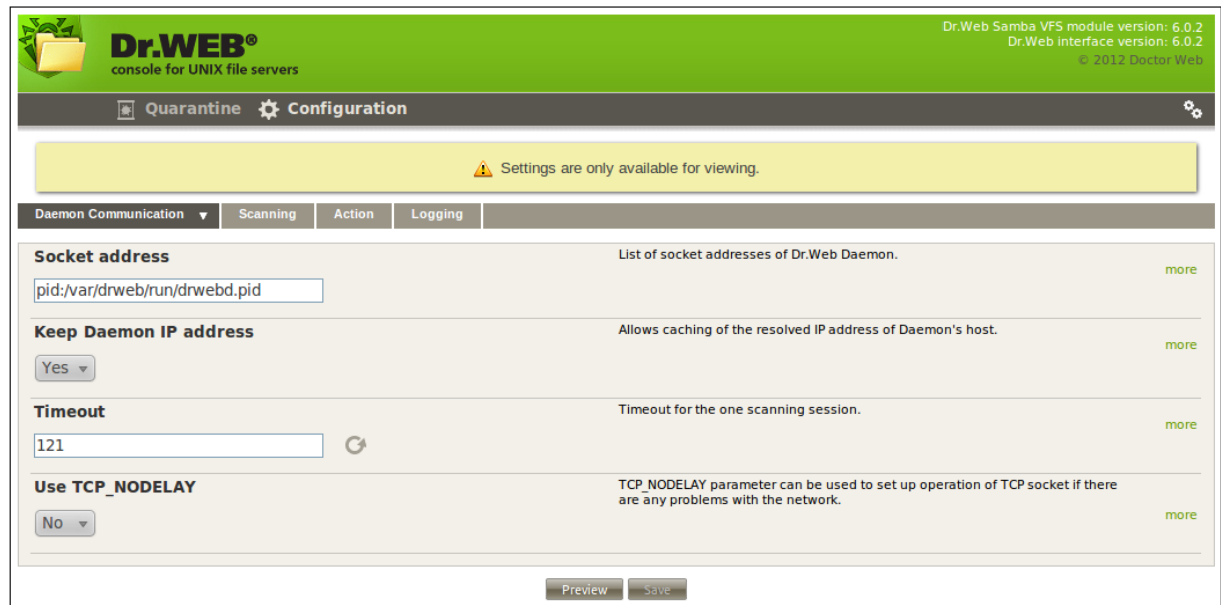 Dr.WEB®
console for UNIX file servers
Dr.Web Samba VFS module version: 6.0.2
Dr.Web interface version: 6.0.2
© 2012 Doctor Web
Quarantine Configuration
Settings are only available for viewing.
Daemon Communication Scanning Action Logging
Socket address
List of socket addresses of Dr.Web Daemon.
more
pid:/var/drweb/run/drwebd.pid
Keep Daemon IP address
Allows caching of the resolved IP address of Daemon's host.
more
Yes
Timeout
Timeout for the one scanning session.
more
121
Use TCP_NODELAY
TCP_NODELAY parameter can be used to set up operation of TCP socket if there
are any problems with the network.
more
No
Preview Save